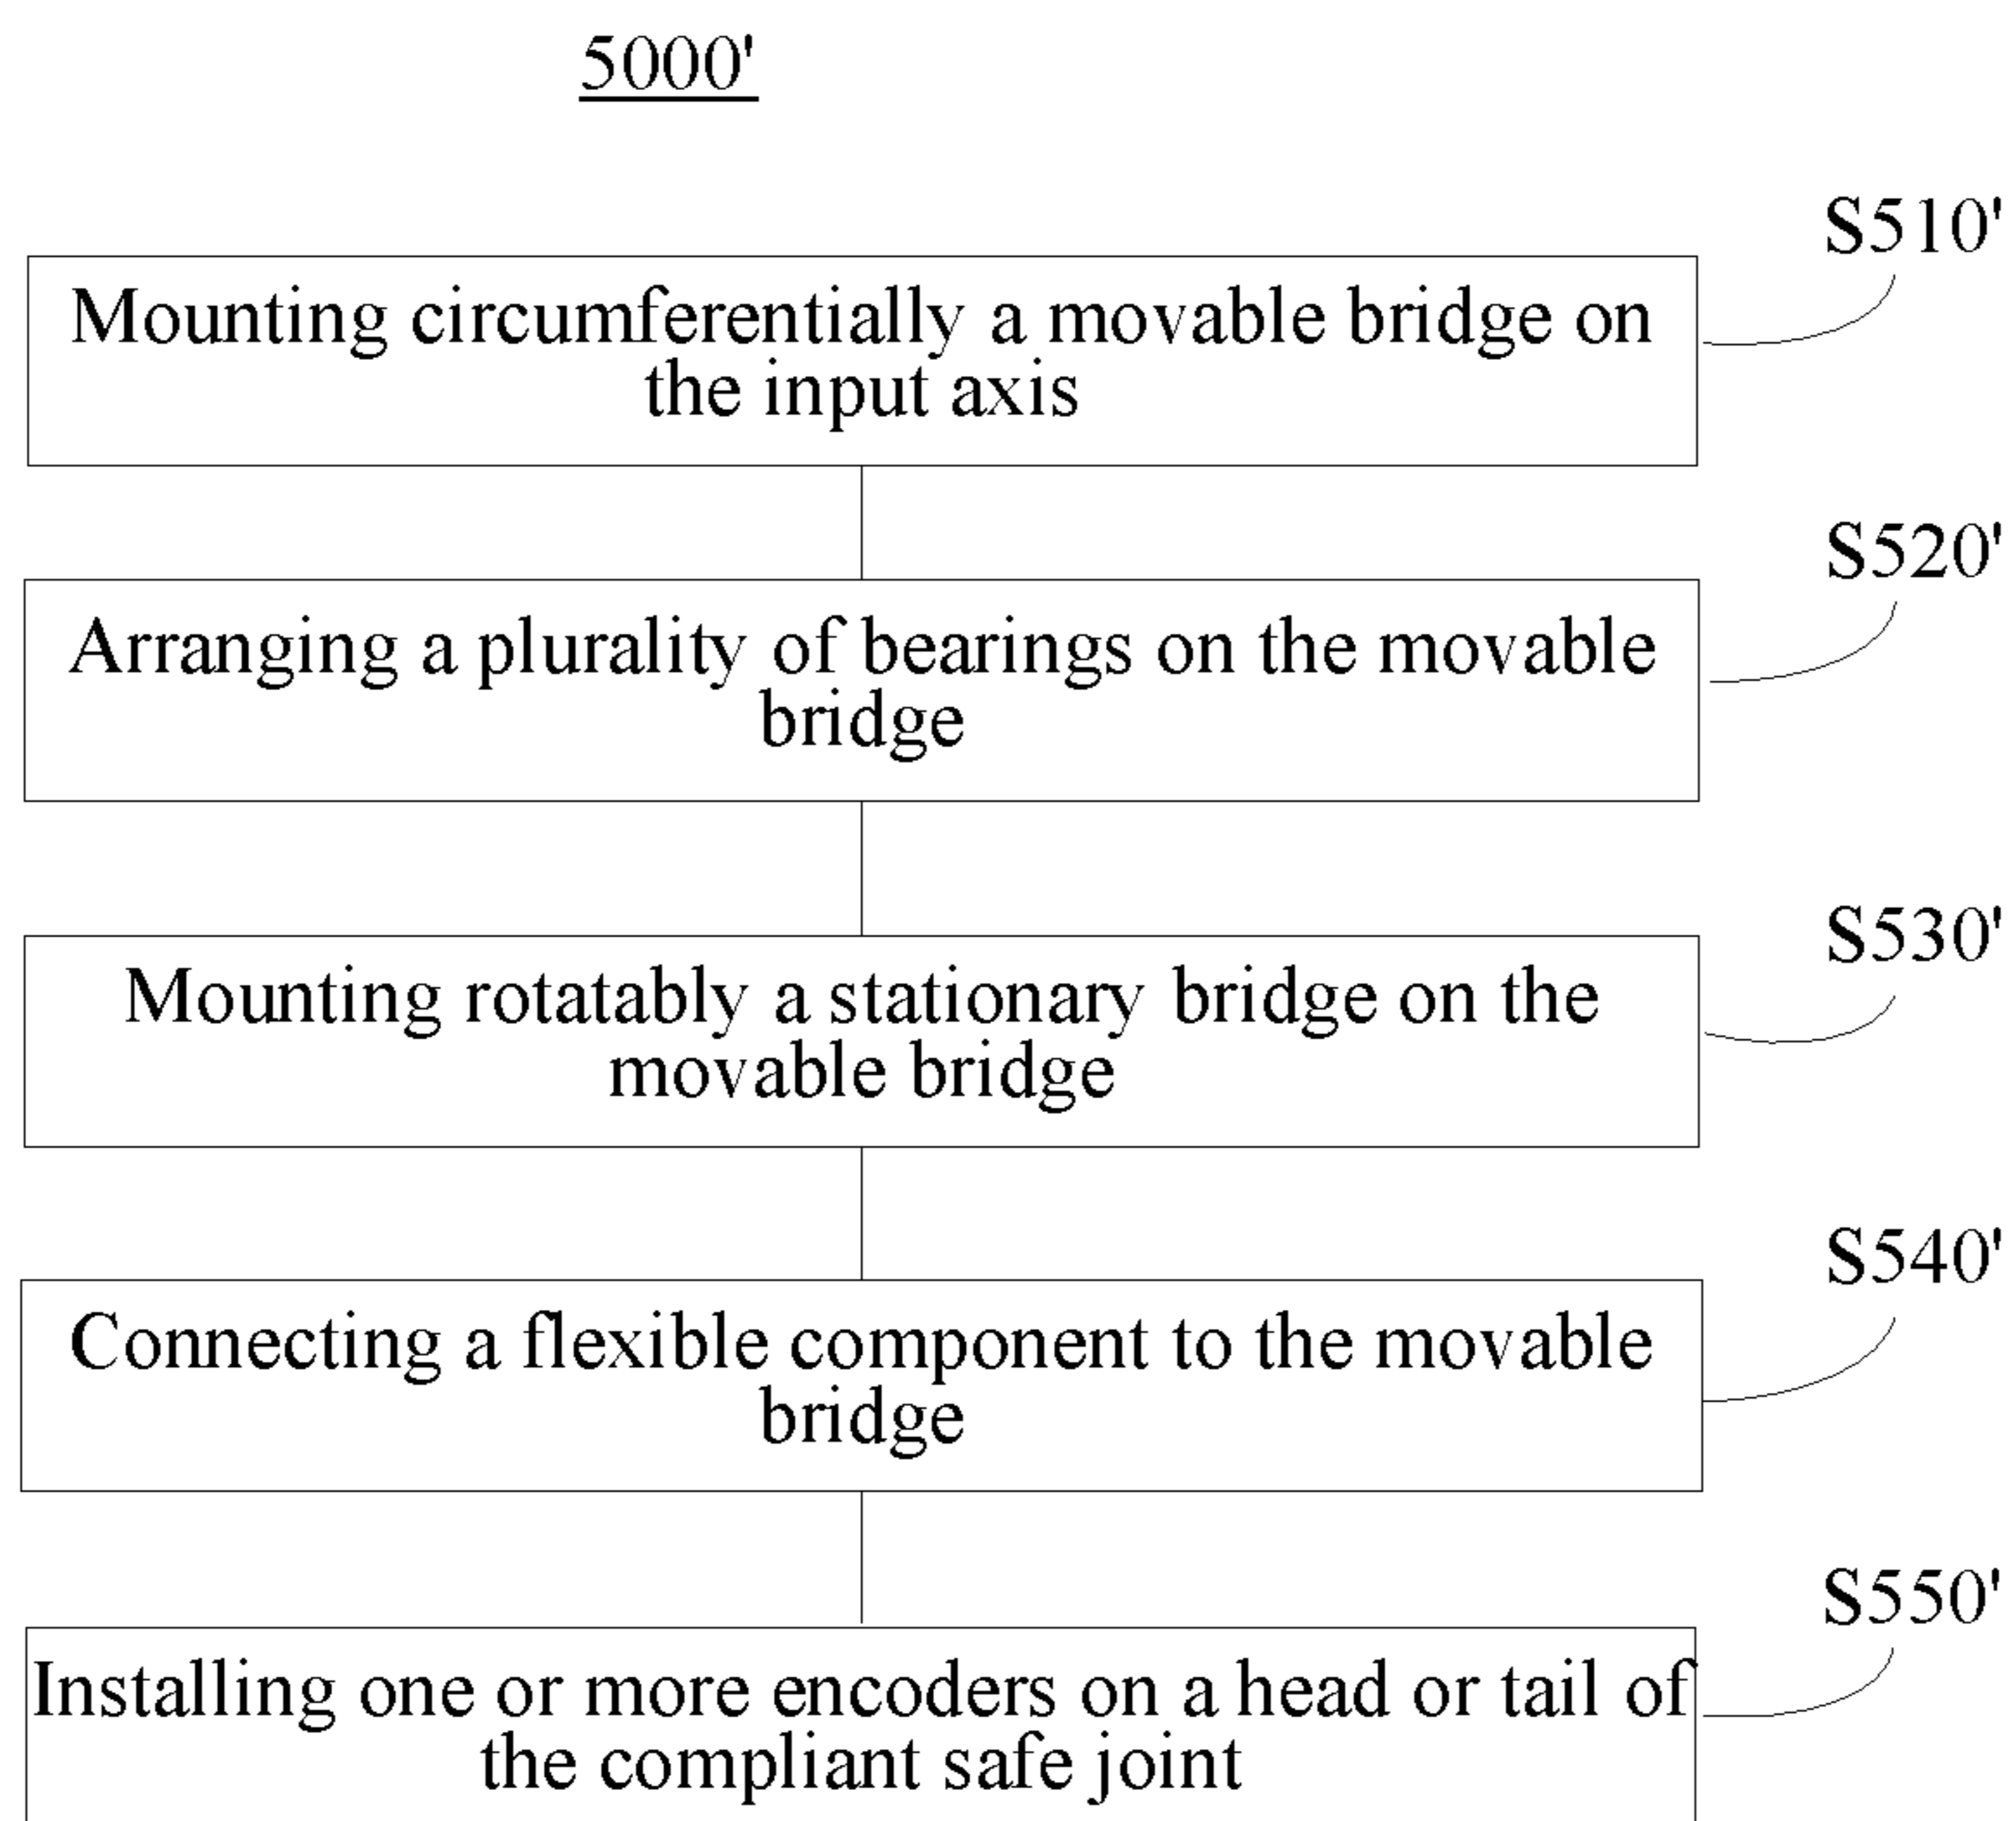 5000'
S510'
Mounting circumferentially a movable bridge on
the input axis
S520'
Arranging a plurality of bearings on the movable
bridge
S530'
Mounting rotatably a stationary bridge on the
movable bridge
S540'
Connecting a flexible component to the movable
bridge
S550'
Installing one or more encoders on a head or tail of
the compliant safe joint